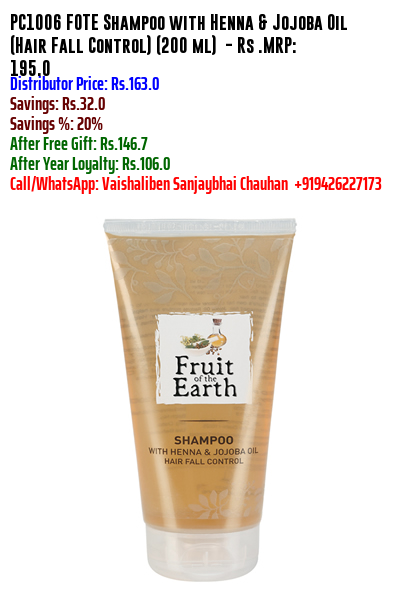 PC1006 FOTE Shampoo with Henna & Jojoba Oil
(Hair Fall Control) (200 ml) - Rs .MRP:
195.0
Distributor Price: Rs.163.0
Savings: Rs.32.0
Savings %: 20%
After Free Gift: Rs.146.7
After Year Loyalty: Rs.106.0
Call/WhatsApp: Vaishaliben Sanjaybhai Chauhan +919426227173
Fruit
of the
Earth
SHAMPOO
WITH HENNA & JOJOBA OIL
HAIR FALL CONTROL